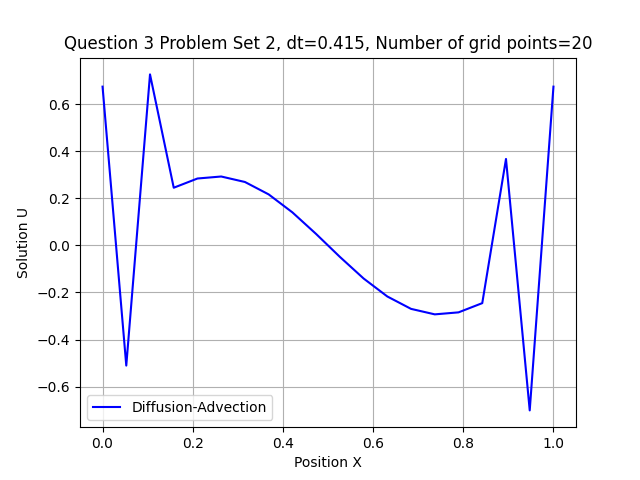 Question 3 Problem Set 2, dt=0.415, Number of grid points=20
Solution U
0.6
0.4
0.2
0.0
−0.2
−0.4
−0.6
Diffusion-Advection
0.0 0.2 0.4 0.6 0.8 1.0
Position X